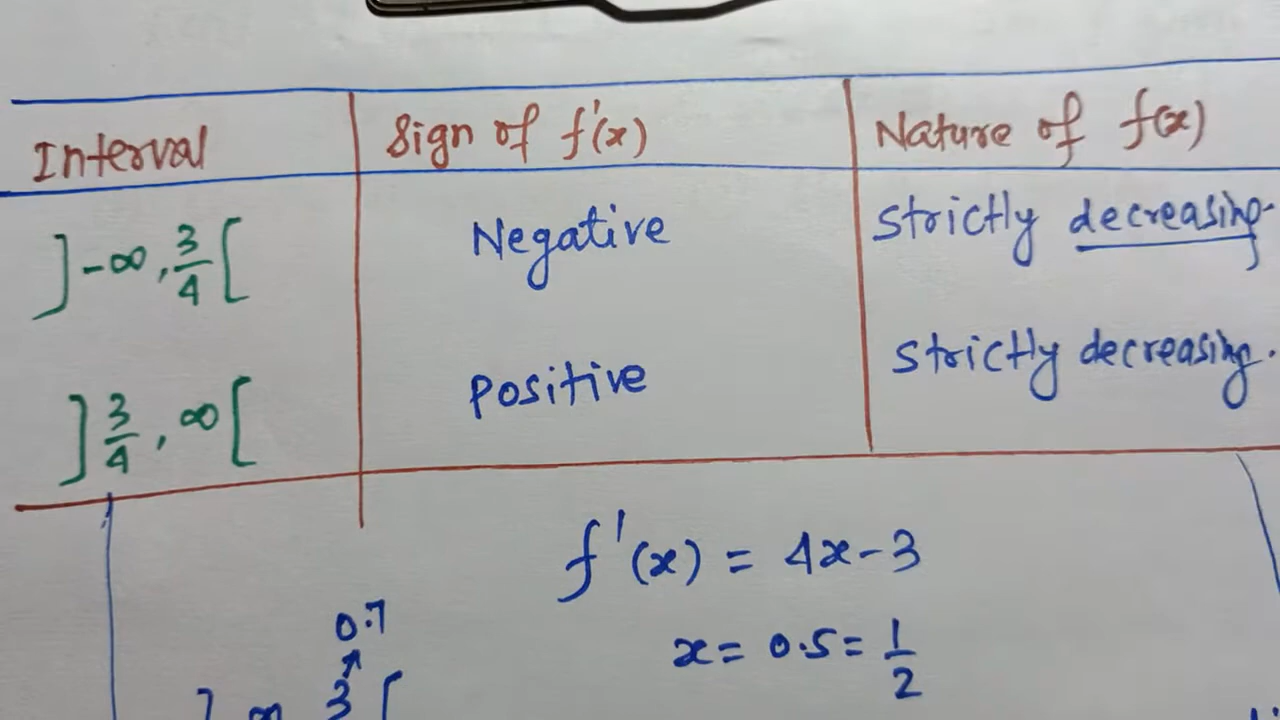 Interval Sign of f'(x) Nature of f(x)
]-∞, 3/4[ Negative Strictly decreasing.
]3/4, ∞[ Positive Strictly decreasing.
f'(x) = 4x-3
0.7
x = 0.5 = 1/2
] ∞ 3 [